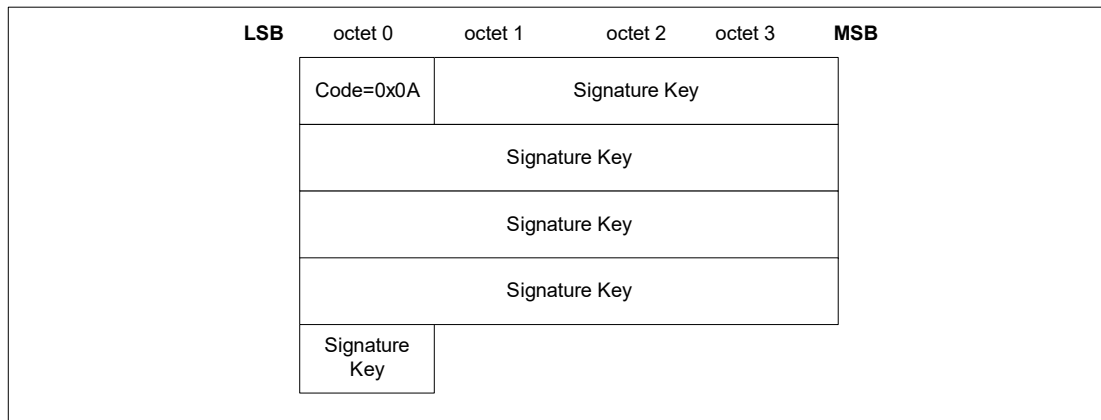 LSB octet 0 octet 1 octet 2 octet 3 MSB
Code=0x0A Signature Key
Signature Key
Signature Key
Signature Key
Signature
Key